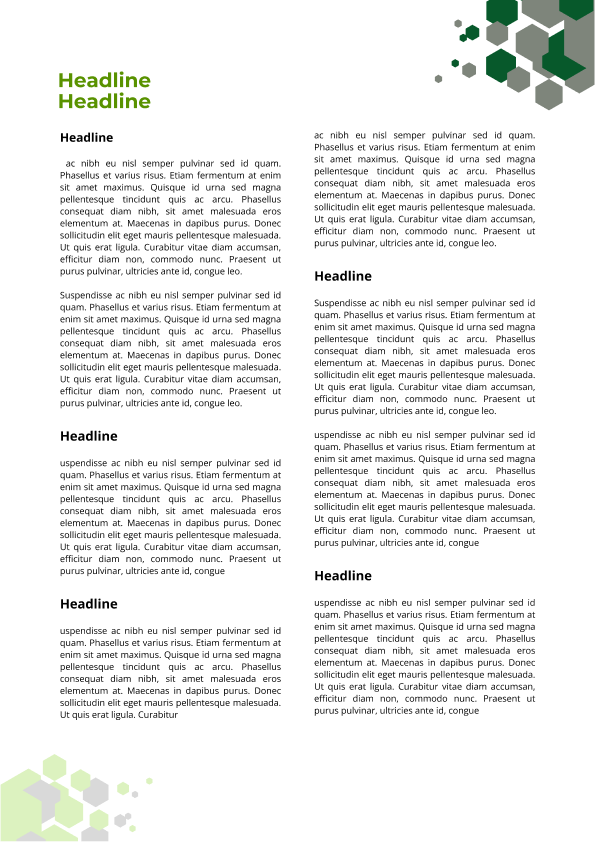 Headline
Headline
Headline
ac nibh eu nisl semper pulvinar sed id quam.
Phasellus et varius risus. Etiam fermentum at enim
sit amet maximus. Quisque id urna sed magna
pellentesque tincidunt quis ac arcu. Phasellus
consequat diam nibh, sit amet malesuada eros
elementum at. Maecenas in dapibus purus. Donec
sollicitudin elit eget mauris pellentesque malesuada.
Ut quis erat ligula. Curabitur vitae diam accumsan,
efficitur diam non, commodo nunc. Praesent ut
purus pulvinar, ultricies ante id, congue leo.
Suspendisse ac nibh eu nisl semper pulvinar sed id
quam. Phasellus et varius risus. Etiam fermentum at
enim sit amet maximus. Quisque id urna sed magna
pellentesque tincidunt quis ac arcu. Phasellus
consequat diam nibh, sit amet malesuada eros
elementum at. Maecenas in dapibus purus. Donec
sollicitudin elit eget mauris pellentesque malesuada.
Ut quis erat ligula. Curabitur vitae diam accumsan,
efficitur diam non, commodo nunc. Praesent ut
purus pulvinar, ultricies ante id, congue leo.
Headline
uspendisse ac nibh eu nisl semper pulvinar sed id
quam. Phasellus et varius risus. Etiam fermentum at
enim sit amet maximus. Quisque id urna sed magna
pellentesque tincidunt quis ac arcu. Phasellus
consequat diam nibh, sit amet malesuada eros
elementum at. Maecenas in dapibus purus. Donec
sollicitudin elit eget mauris pellentesque malesuada.
Ut quis erat ligula. Curabitur vitae diam accumsan,
efficitur diam non, commodo nunc. Praesent ut
purus pulvinar, ultricies ante id, congue
Headline
uspendisse ac nibh eu nisl semper pulvinar sed id
quam. Phasellus et varius risus. Etiam fermentum at
enim sit amet maximus. Quisque id urna sed magna
pellentesque tincidunt quis ac arcu. Phasellus
consequat diam nibh, sit amet malesuada eros
elementum at. Maecenas in dapibus purus. Donec
sollicitudin elit eget mauris pellentesque malesuada.
Ut quis erat ligula. Curabitur
ac nibh eu nisl semper pulvinar sed id quam.
Phasellus et varius risus. Etiam fermentum at enim
sit amet maximus. Quisque id urna sed magna
pellentesque tincidunt quis ac arcu. Phasellus
consequat diam nibh, sit amet malesuada eros
elementum at. Maecenas in dapibus purus. Donec
sollicitudin elit eget mauris pellentesque malesuada.
Ut quis erat ligula. Curabitur vitae diam accumsan,
efficitur diam non, commodo nunc. Praesent ut
purus pulvinar, ultricies ante id, congue leo.
Headline
Suspendisse ac nibh eu nisl semper pulvinar sed id
quam. Phasellus et varius risus. Etiam fermentum at
enim sit amet maximus. Quisque id urna sed magna
pellentesque tincidunt quis ac arcu. Phasellus
consequat diam nibh, sit amet malesuada eros
elementum at. Maecenas in dapibus purus. Donec
sollicitudin elit eget mauris pellentesque malesuada.
Ut quis erat ligula. Curabitur vitae diam accumsan,
efficitur diam non, commodo nunc. Praesent ut
purus pulvinar, ultricies ante id, congue leo.
uspendisse ac nibh eu nisl semper pulvinar sed id
quam. Phasellus et varius risus. Etiam fermentum at
enim sit amet maximus. Quisque id urna sed magna
pellentesque tincidunt quis ac arcu. Phasellus
consequat diam nibh, sit amet malesuada eros
elementum at. Maecenas in dapibus purus. Donec
sollicitudin elit eget mauris pellentesque malesuada.
Ut quis erat ligula. Curabitur vitae diam accumsan,
efficitur diam non, commodo nunc. Praesent ut
purus pulvinar, ultricies ante id, congue
Headline
uspendisse ac nibh eu nisl semper pulvinar sed id
quam. Phasellus et varius risus. Etiam fermentum at
enim sit amet maximus. Quisque id urna sed magna
pellentesque tincidunt quis ac arcu. Phasellus
consequat diam nibh, sit amet malesuada eros
elementum at. Maecenas in dapibus purus. Donec
sollicitudin elit eget mauris pellentesque malesuada.
Ut quis erat ligula. Curabitur vitae diam accumsan,
efficitur diam non, commodo nunc. Praesent ut
purus pulvinar, ultricies ante id, congue